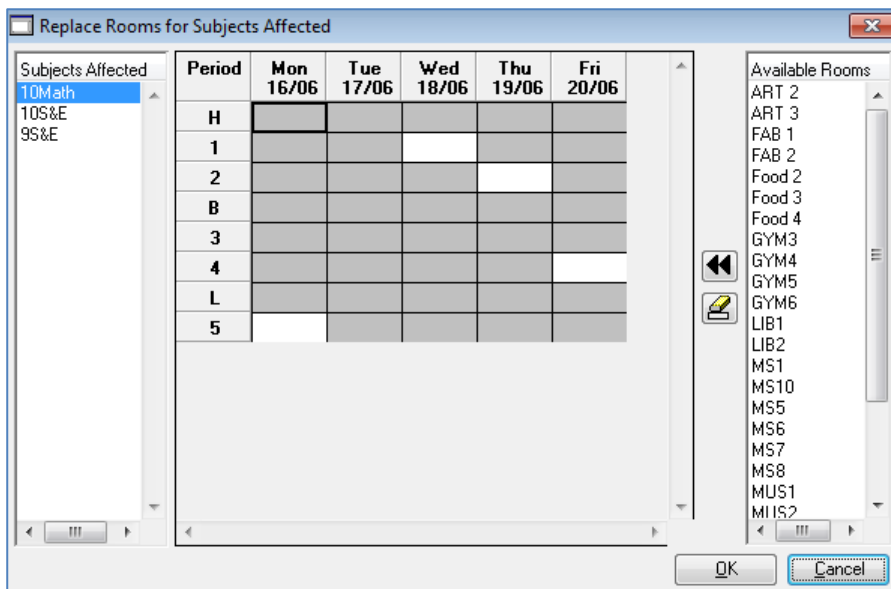 Replace Rooms for Subjects Affected
Subjects Affected
10Math
10S&E
9S&E
Period Mon 16/06 Tue 17/06 Wed 18/06 Thu 19/06 Fri 20/06
H
1
2
B
3
4
L
5
Available Rooms
ART 2
ART 3
FAB 1
FAB 2
Food 2
Food 3
Food 4
GYM3
GYM4
GYM5
GYM6
LIB1
LIB2
MS1
MS10
MS5
MS6
MS7
MS8
MUS1
MUS2
OK Cancel